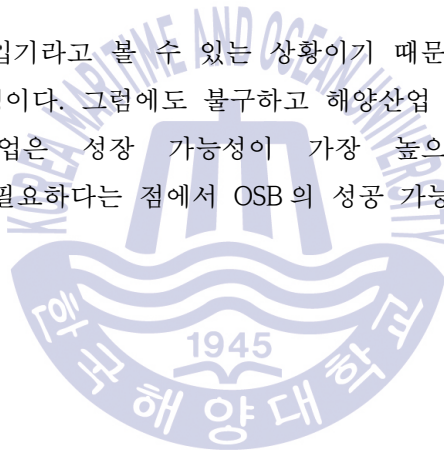 입기라고 볼 수 있는 상황이기 때문
이다. 그럼에도 불구하고 해양산업
업은 성장 가능성이 가장 높으
필요하다는 점에서 OSB의 성공 가능
KOREA MARITIME AND OCEAN UNIVERSITY
1945
한국해양대학교